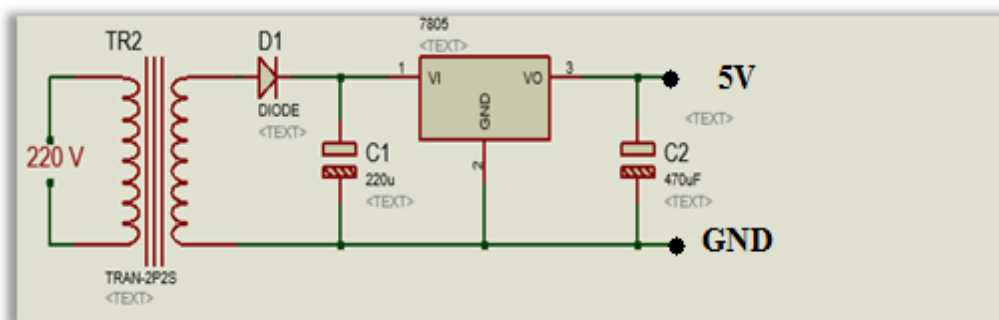 7805
<TEXT>
TR2
D1
1
VI
VO
3
5V
GND
DIODE
<TEXT>
<TEXT>
220 V
C1
220u
<TEXT>
2
C2
470uF
<TEXT>
GND
TRAN-2P2S
<TEXT>